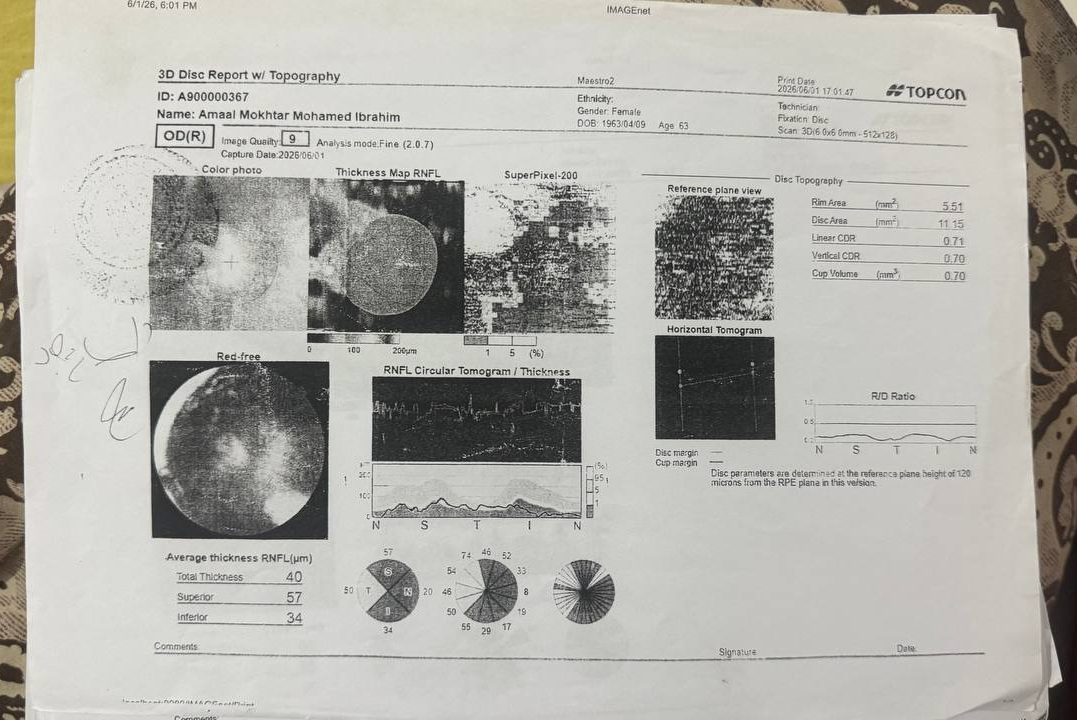 6/1/26, 6:01 PM
IMAGEnet
3D Disc Report w/ Topography
Maestro2
Print Date
2026/06/01 17:01:47
TOPCON
ID: A900000367
Ethnicity:
Technician:
Name: Amaal Mokhtar Mohamed Ibrahim
Gender: Female
Fixation: Disc
DOB: 1963/04/09 Age 63
Scan: 3D(6.0x6.0mm - 512x128)
OD(R)
Image Quality: 9 Analysis mode:Fine (2.0.7)
Capture Date:2026/06/01
Color photo
Thickness Map RNFL
SuperPixel-200
0 100 200µm
1 5 (%)
Reference plane view
Disc Topography
Rim Area (mm²) 5.51
Disc Area (mm²) 11.15
Linear CDR 0.71
Vertical CDR 0.70
Cup Volume (mm³) 0.70
Horizontal Tomogram
Disc margin
Cup margin
R/D Ratio
0.5
N S T I N
Disc parameters are determined at the reference plane height of 120
microns from the RPE plane in this version.
Red-free
RNFL Circular Tomogram / Thickness
(%)
95
5
1
100
N S T I N
Average thickness RNFL(µm)
Total Thickness 40
Superior 57
Inferior 34
57
S
50 T N 20
I
34
74 46 52
54 33
46 8
50 19
55 29 17
Comments:
Signature
Date:
Comments: